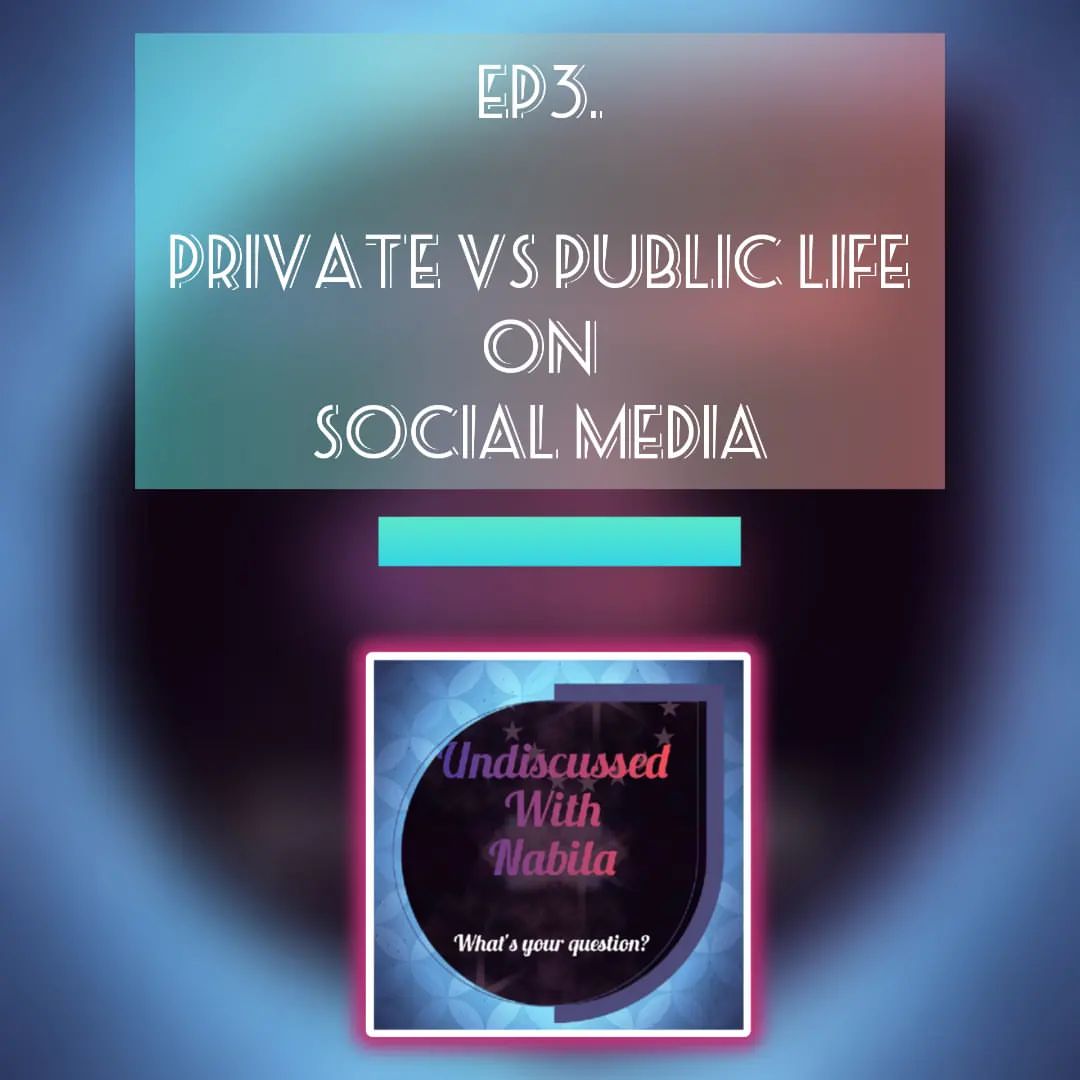 EP3.
PRIVATE VS PUBLIC LIFE
ON
SOCIAL MEDIA
Undiscussed
With
Nabila
What's your question?